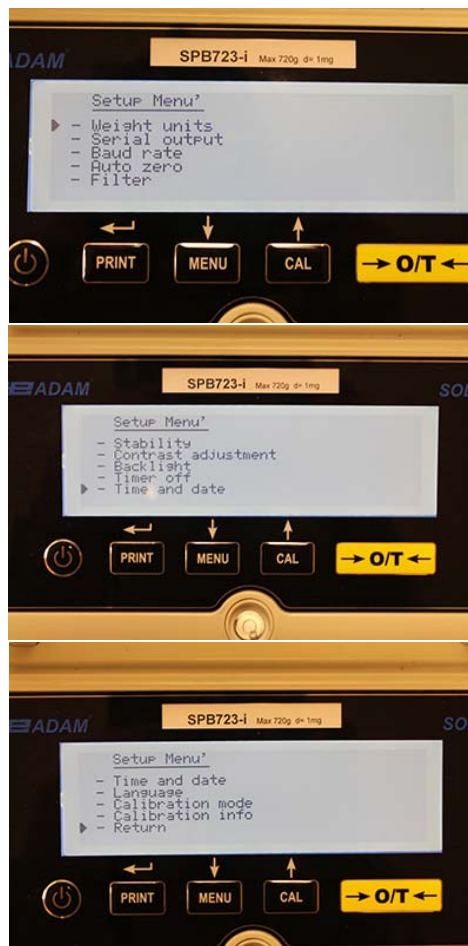 ADAM
SPB723-i Max 720g d= 1mg
Setup Menu'
- Weight units
- Serial output
- Baud rate
- Auto zero
- Filter
PRINT MENU CAL → O/T ←
ADAM SPB723-i Max 720g d= 1mg SOL
Setup Menu'
- Stability
- Contrast adjustment
- Backlight
- Timer off
- Time and date
PRINT MENU CAL → O/T ←
ADAM SPB723-i Max 720g d= 1mg SO
Setup Menu'
- Time and date
- Language
- Calibration mode
- Calibration info
- Return
PRINT MENU CAL → O/T ←